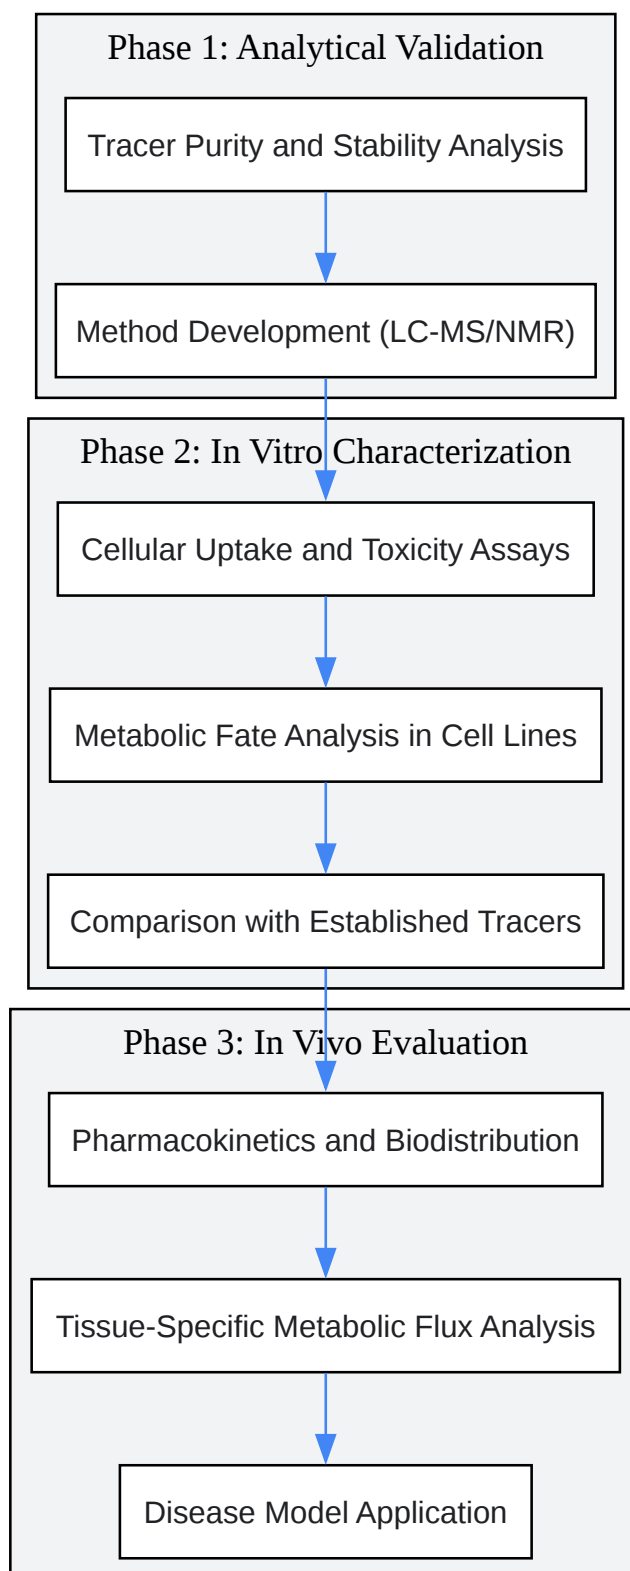 Phase 1: Analytical Validation
Tracer Purity and Stability Analysis
Method Development (LC-MS/NMR)
Phase 2: In Vitro Characterization
Cellular Uptake and Toxicity Assays
Metabolic Fate Analysis in Cell Lines
Comparison with Established Tracers
Phase 3: In Vivo Evaluation
Pharmacokinetics and Biodistribution
Tissue-Specific Metabolic Flux Analysis
Disease Model Application